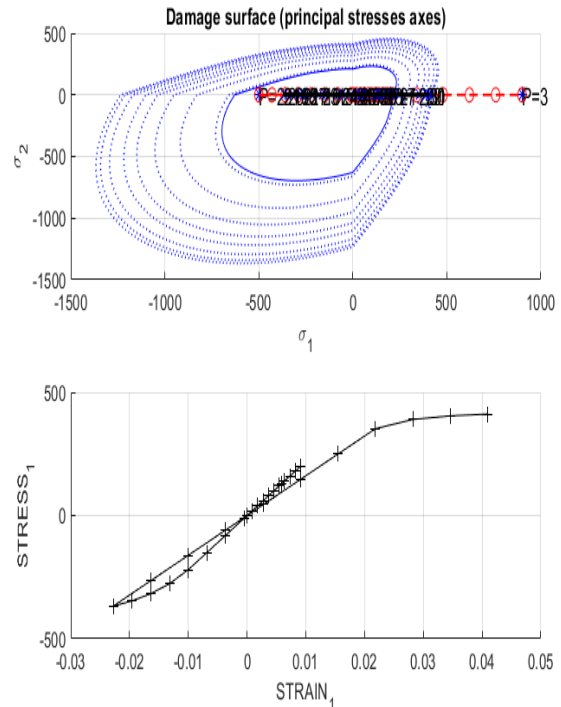 Damage surface (principal stresses axes)
500
0
-500
-1000
-1500
σ2
-1500 -1000 -500 0 500 1000
σ1
P=3
500
0
-500
STRESS1
-0.03 -0.02 -0.01 0 0.01 0.02 0.03 0.04 0.05
STRAIN1